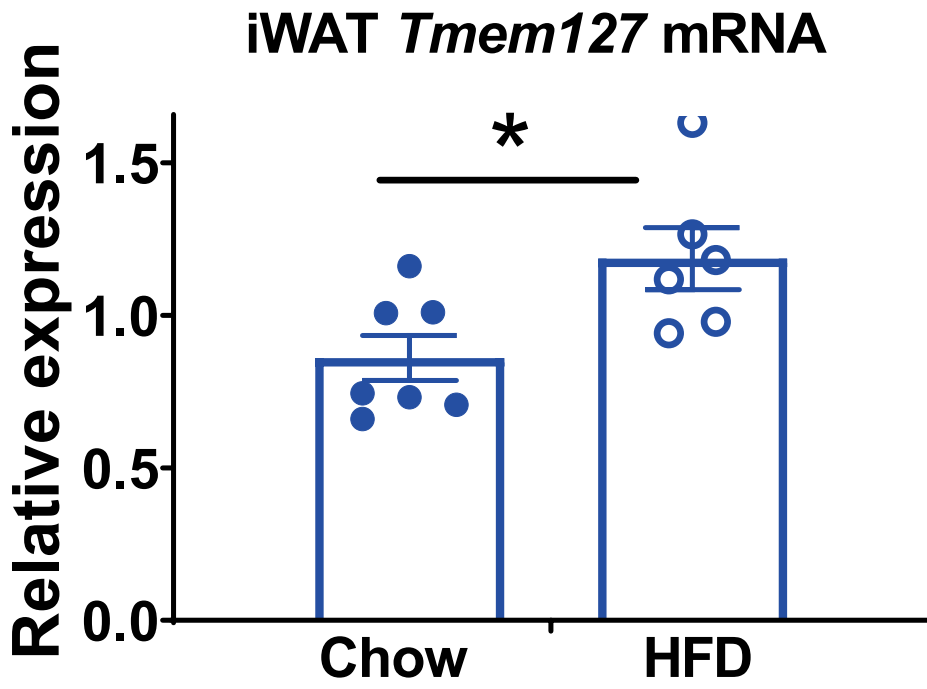 iWAT Tmem127 mRNA
Relative expression
*
1.5
1.0
0.5
0.0
Chow HFD